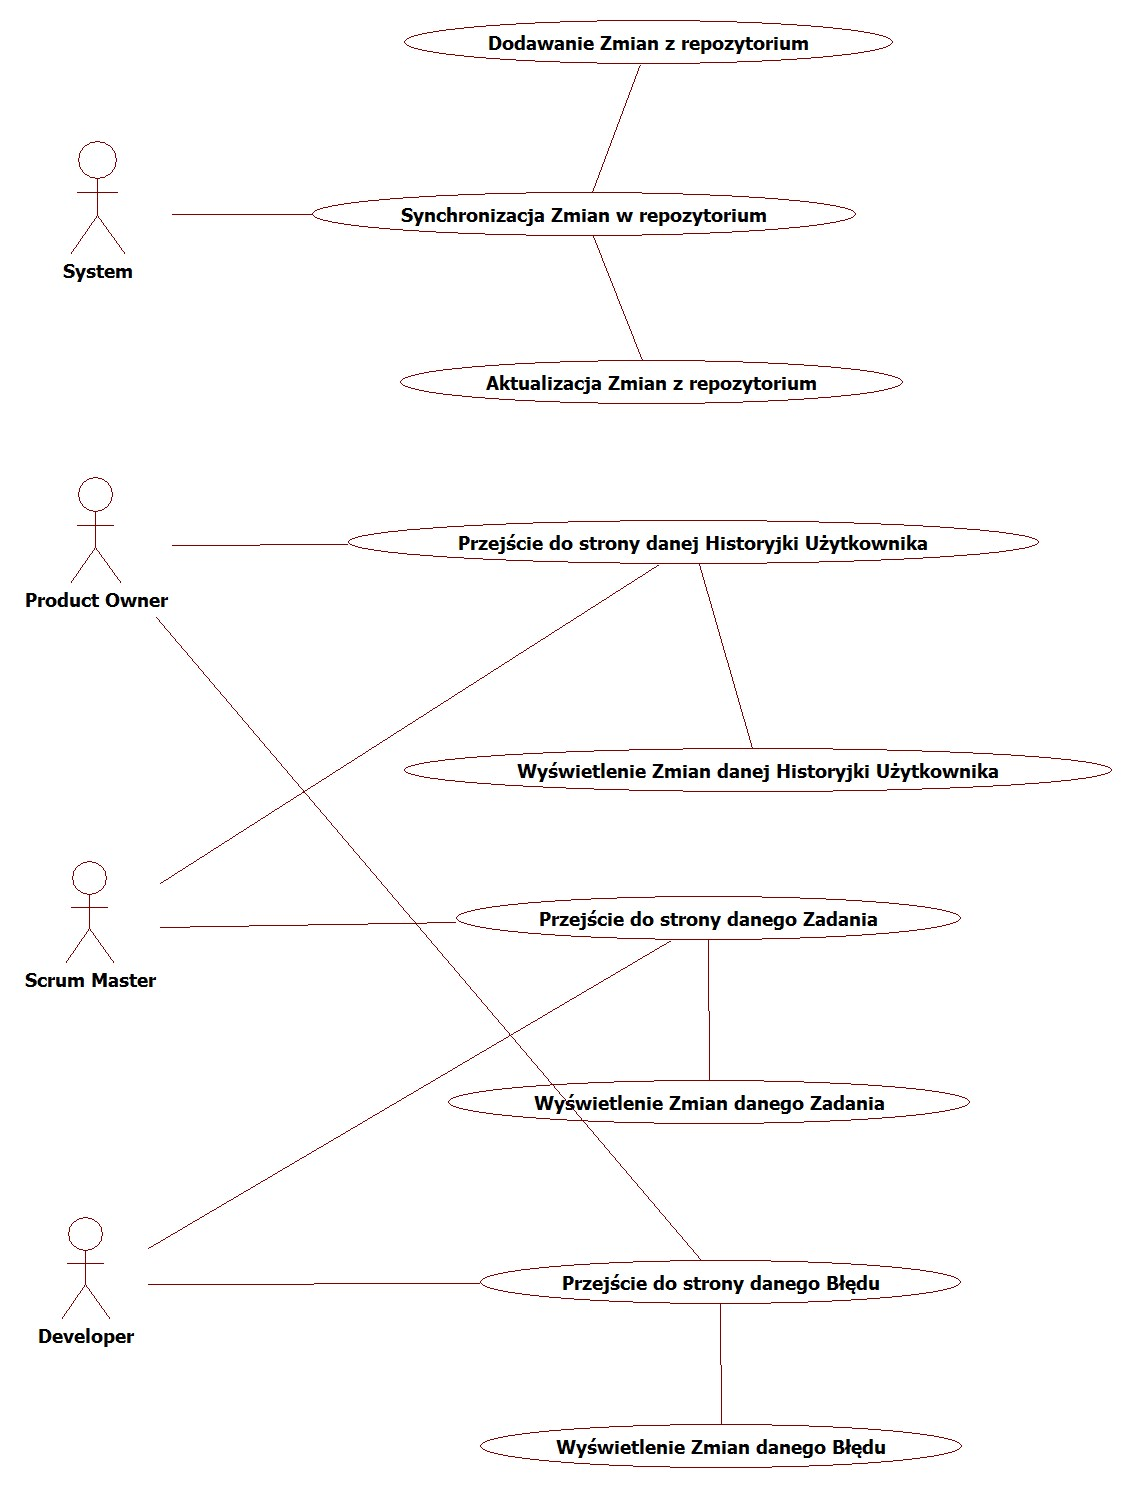 Dodawanie Zmian z repozytorium
Synchronizacja Zmian w repozytorium
System
Aktualizacja Zmian z repozytorium
Przejście do strony danej Historyjki Użytkownika
Product Owner
Wyświetlenie Zmian danej Historyjki Użytkownika
Przejście do strony danego Zadania
Scrum Master
Wyświetlenie Zmian danego Zadania
Przejście do strony danego Błędu
Developer
Wyświetlenie Zmian danego Błędu